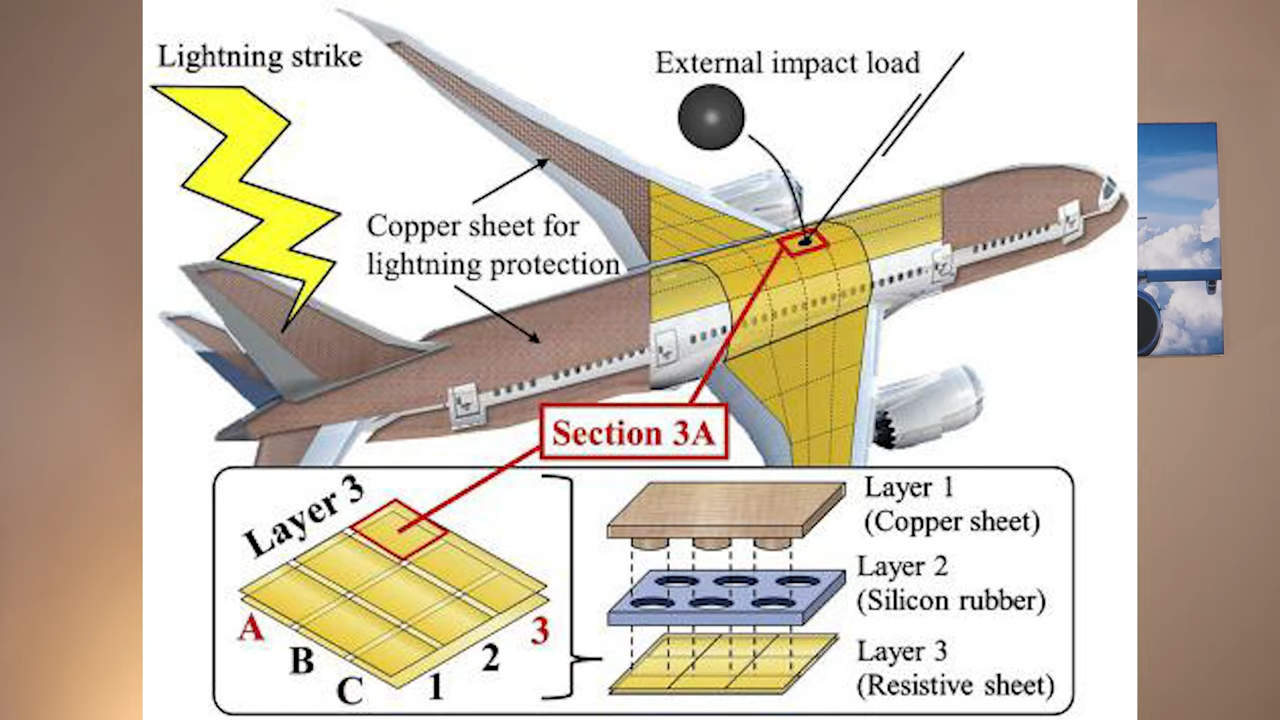 Lightning strike
External impact load
Copper sheet for
lightning protection
Section 3A
Layer 3
A
B
C
1
2
3
Layer 1
(Copper sheet)
Layer 2
(Silicon rubber)
Layer 3
(Resistive sheet)